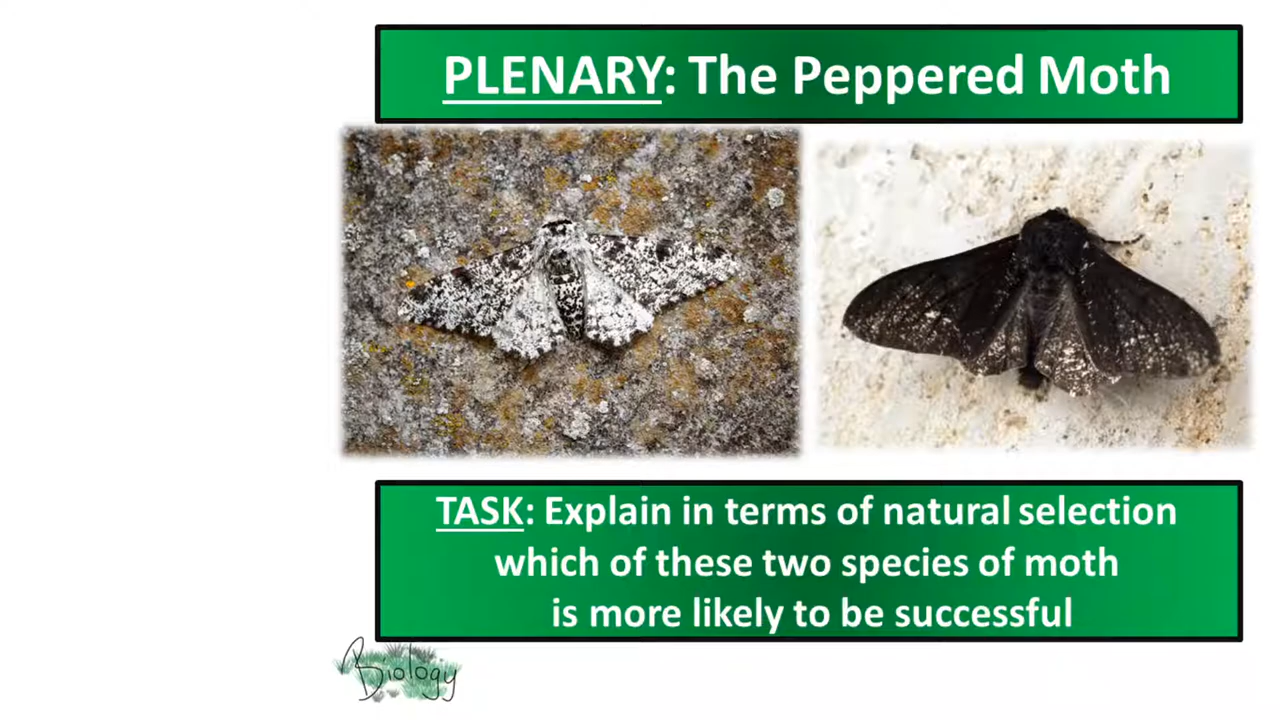 PLENARY: The Peppered Moth
TASK: Explain in terms of natural selection
which of these two species of moth
is more likely to be successful
Biology